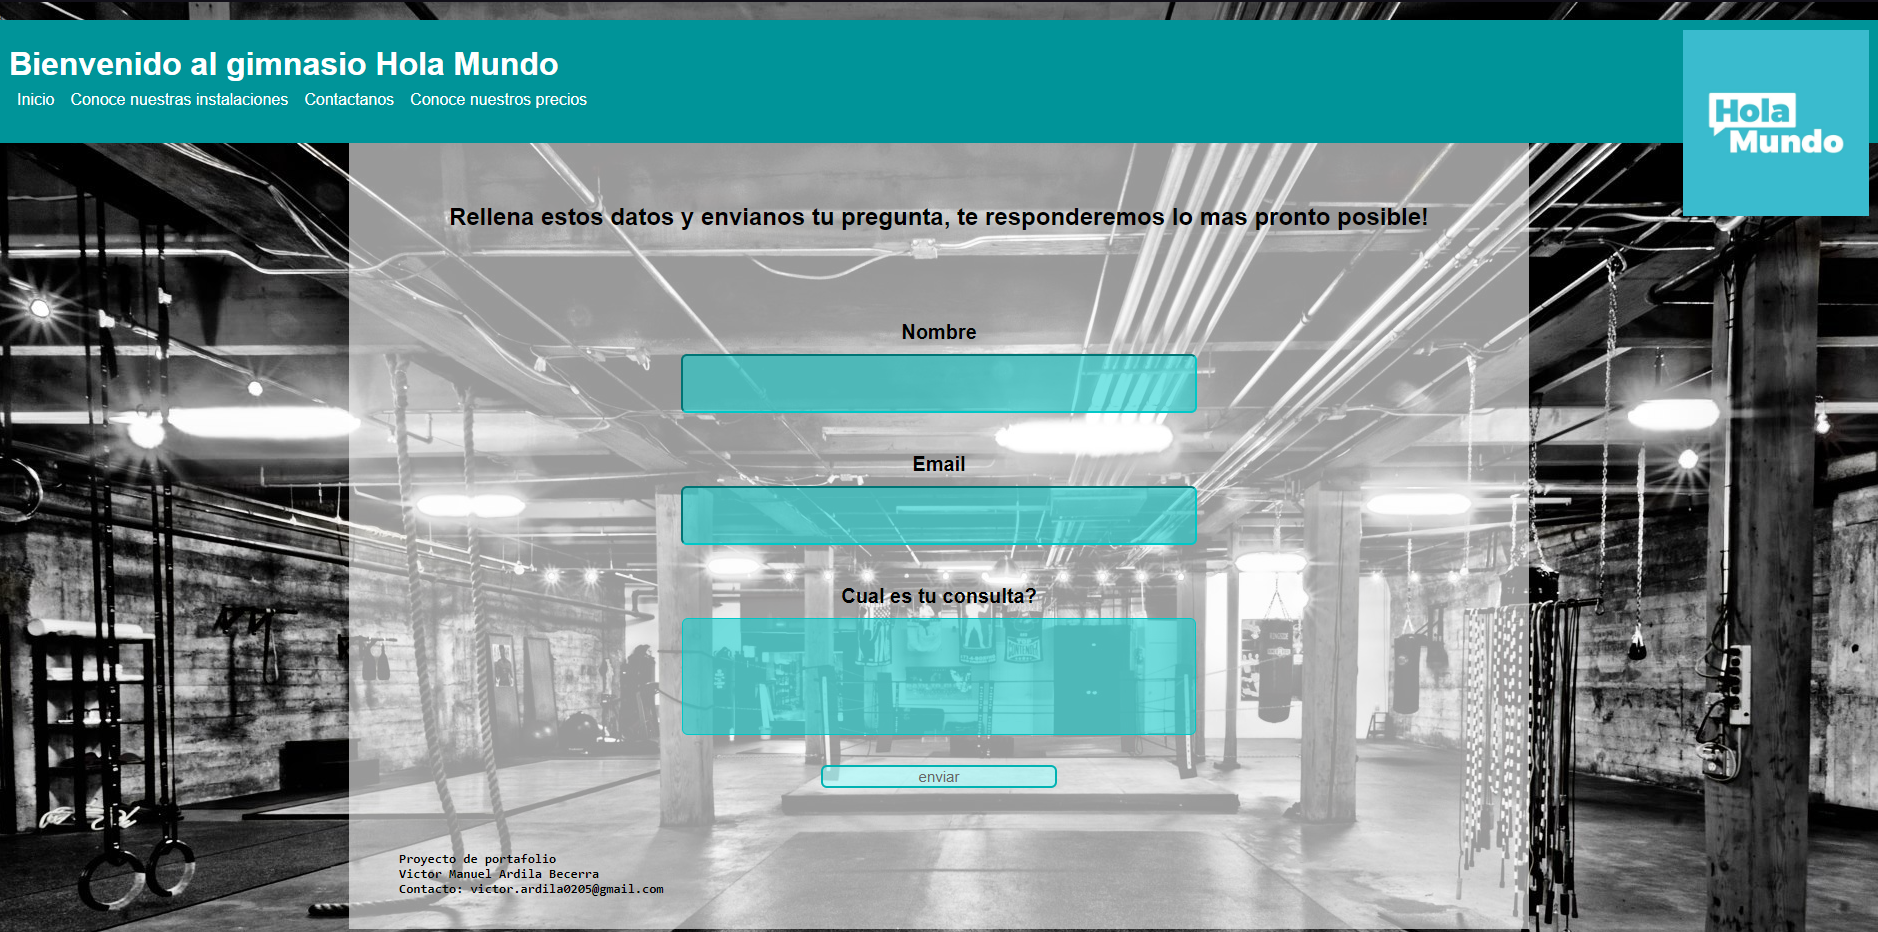 Bienvenido al gimnasio Hola Mundo
Inicio Conoce nuestras instalaciones Contactanos Conoce nuestros precios
Hola
Mundo
Rellena estos datos y envianos tu pregunta, te responderemos lo mas pronto posible!
Nombre
Email
Cual es tu consulta?
enviar
Proyecto de portafolio
Victor Manuel Ardila Becerra
Contacto: victor.ardila0205@gmail.com